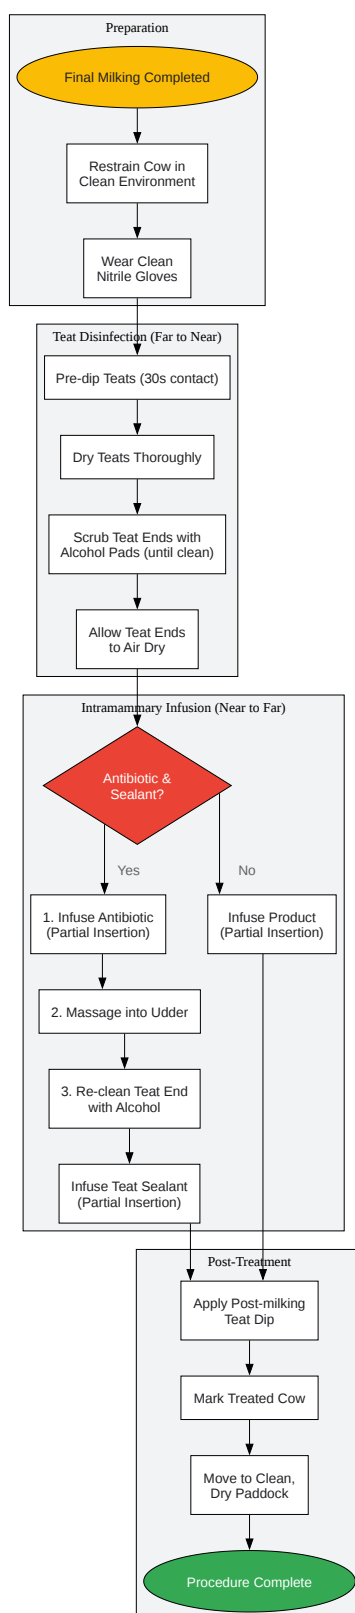 Preparation
Final Milking Completed
Restrain Cow in
Clean Environment
Wear Clean
Nitrile Gloves
Teat Disinfection (Far to Near)
Pre-dip Teats (30s contact)
Dry Teats Thoroughly
Scrub Teat Ends with
Alcohol Pads (until clean)
Allow Teat Ends
to Air Dry
Intramammary Infusion (Near to Far)
Antibiotic &
Sealant?
Yes
No
1. Infuse Antibiotic
(Partial Insertion)
Infuse Product
(Partial Insertion)
2. Massage into Udder
3. Re-clean Teat End
with Alcohol
Infuse Teat Sealant
(Partial Insertion)
Post-Treatment
Apply Post-milking
Teat Dip
Mark Treated Cow
Move to Clean,
Dry Paddock
Procedure Complete